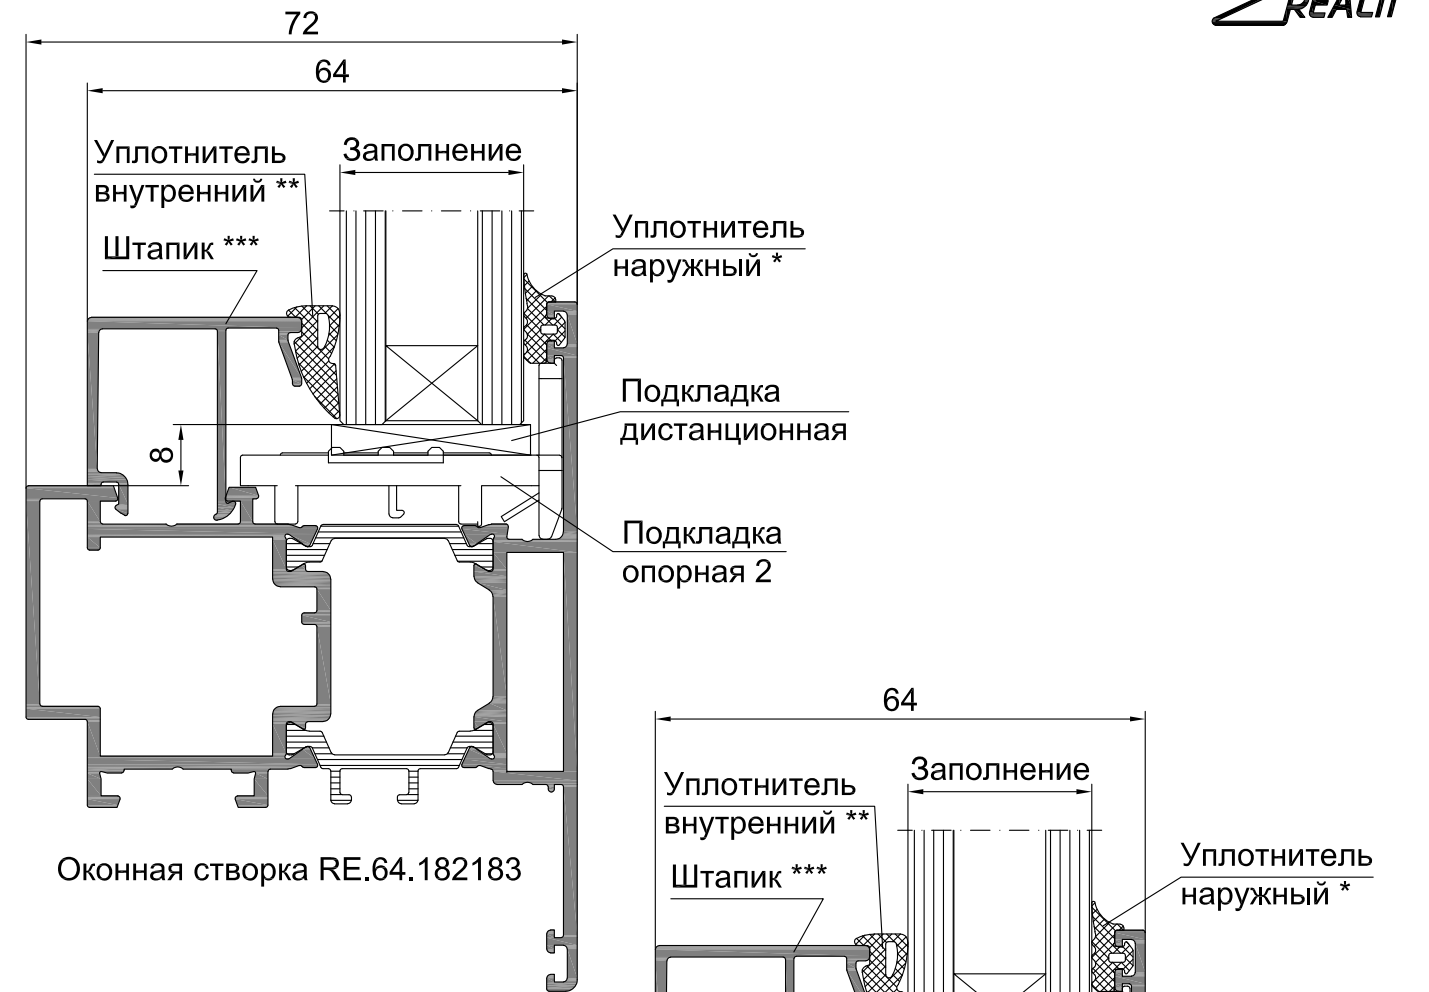 REACH
72
64
Уплотнитель
внутренний **
Заполнение
Штапик ***
Уплотнитель
наружный *
Подкладка
дистанционная
8
Подкладка
опорная 2
Оконная створка RE.64.182183
64
Заполнение
Уплотнитель
внутренний **
Штапик ***
Уплотнитель
наружный *